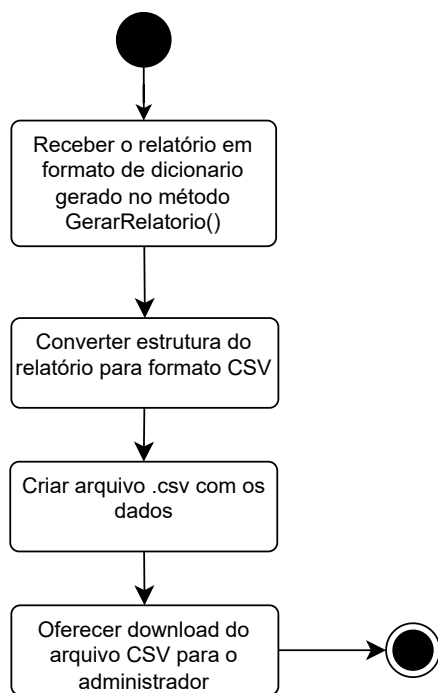 Receber o relatório em
formato de dicionario
gerado no método
GerarRelatorio()
Converter estrutura do
relatório para formato CSV
Criar arquivo .csv com os
dados
Oferecer download do
arquivo CSV para o
administrador